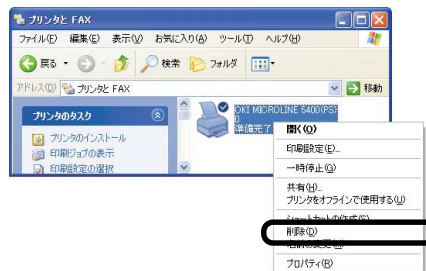 プリンタと FAX
ファイル(F) 編集(E) 表示(V) お気に入り(A) ツール(T) ヘルプ(H)
戻る 検索 フォルダ
アドレス(D) プリンタと FAX 移動
プリンタのタスク
プリンタのインストール
印刷ジョブの表示
印刷設定の選択
OKI MICROLINE 5400(PS)
0
準備完了
開く(O)
印刷設定(E)...
一時停止(G)
共有(H)...
プリンタをオフラインで使用する(U)
ショートカットの作成(S)
削除(D)
名前の変更(M)
プロパティ(R)